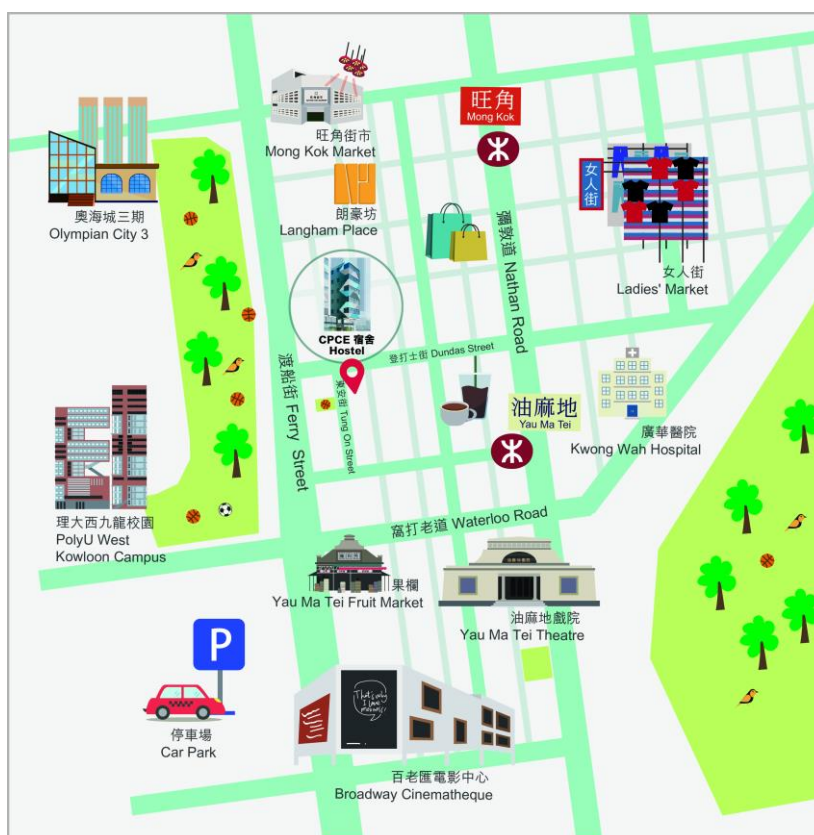 旺角
Mong Kok
旺角街市
Mong Kok Market
奧海城三期
Olympian City 3
朗豪坊
Langham Place
女人街
女人街
Ladies' Market
彌敦道 Nathan Road
CPCE 宿舍
Hostel
登打士街 Dundas Street
渡船街 Ferry Street
東安街 Tung On Street
油麻地
Yau Ma Tei
廣華醫院
Kwong Wah Hospital
理大西九龍校園
PolyU West
Kowloon Campus
窩打老道 Waterloo Road
果欄
Yau Ma Tei Fruit Market
油麻地戲院
Yau Ma Tei Theatre
P
停車場
Car Park
That's why
I love
百老匯電影中心
Broadway Cinematheque